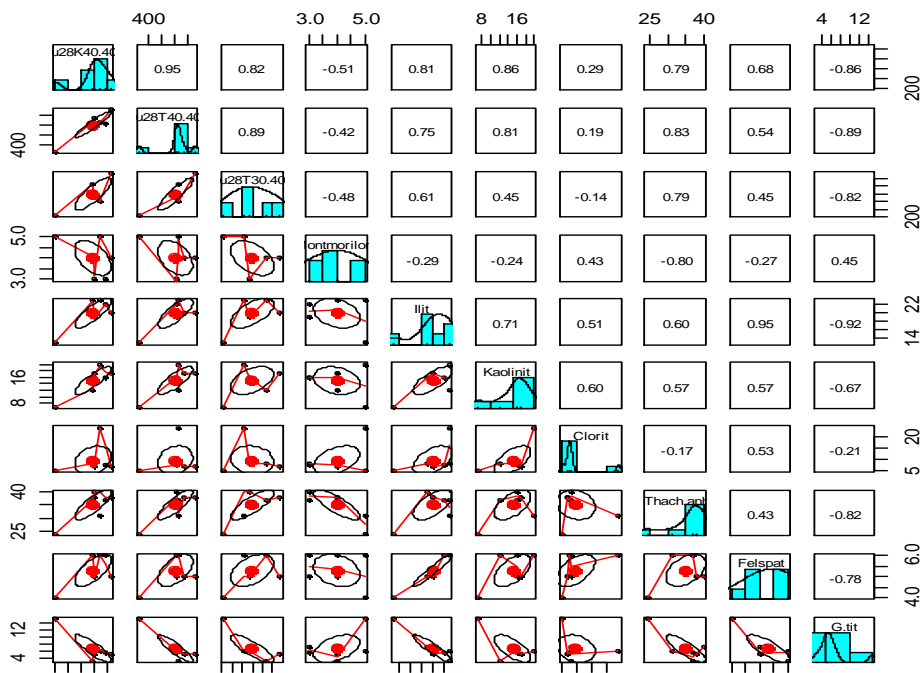 400 3.0 5.0 8 16 25 40 4 12
u28K40.40 0.95 0.82 -0.51 0.81 0.86 0.29 0.79 0.68 -0.86 200
400 u28T40.40 0.89 -0.42 0.75 0.81 0.19 0.83 0.54 -0.89
u28T30.40 -0.48 0.61 0.45 -0.14 0.79 0.45 -0.82 200
3.0 5.0 lontmorilor -0.29 -0.24 0.43 -0.80 -0.27 0.45
Ilit 0.71 0.51 0.60 0.95 -0.92 14 22
8 16 Kaolinit 0.60 0.57 0.57 -0.67
Clorit -0.17 0.53 -0.21 5 20
25 40 Thach.anh 0.43 -0.82
Felspat -0.78 4.0 6.0
4 12 G.tit